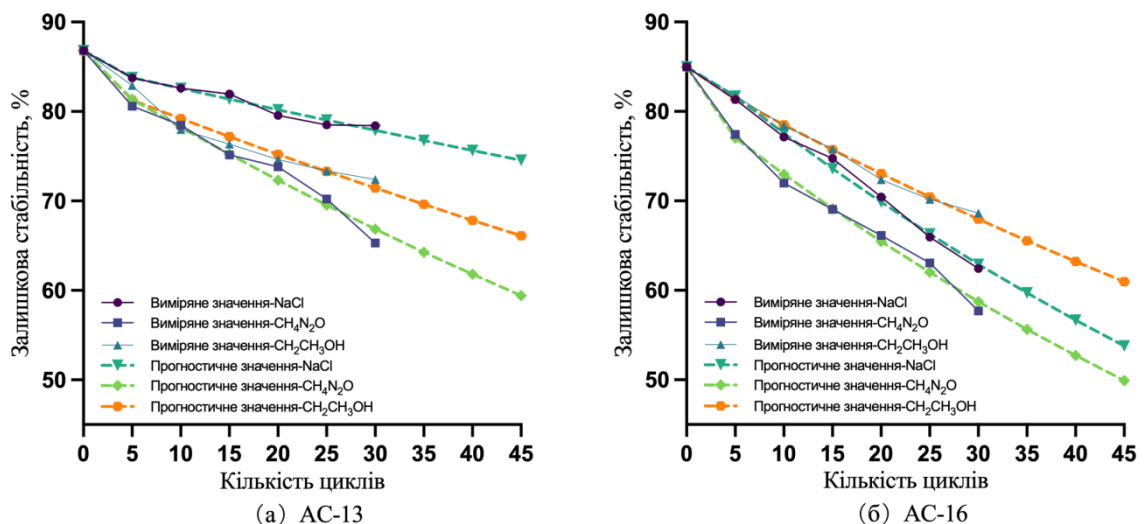 Залишкова стабільність, %
90
80
70
60
50
Виміряне значення-NaCl
Виміряне значення-CH₄N₂O
Виміряне значення-CH₂CH₃OH
Прогностичне значення-NaCl
Прогностичне значення-CH₄N₂O
Прогностичне значення-CH₂CH₃OH
0 5 10 15 20 25 30 35 40 45
Кількість циклів
(а) АС-13
Залишкова стабільність, %
90
80
70
60
50
Виміряне значення-NaCl
Виміряне значення-CH₄N₂O
Виміряне значення-CH₂CH₃OH
Прогностичне значення-NaCl
Прогностичне значення-CH₄N₂O
Прогностичне значення-CH₂CH₃OH
0 5 10 15 20 25 30 35 40 45
Кількість циклів
(б) АС-16